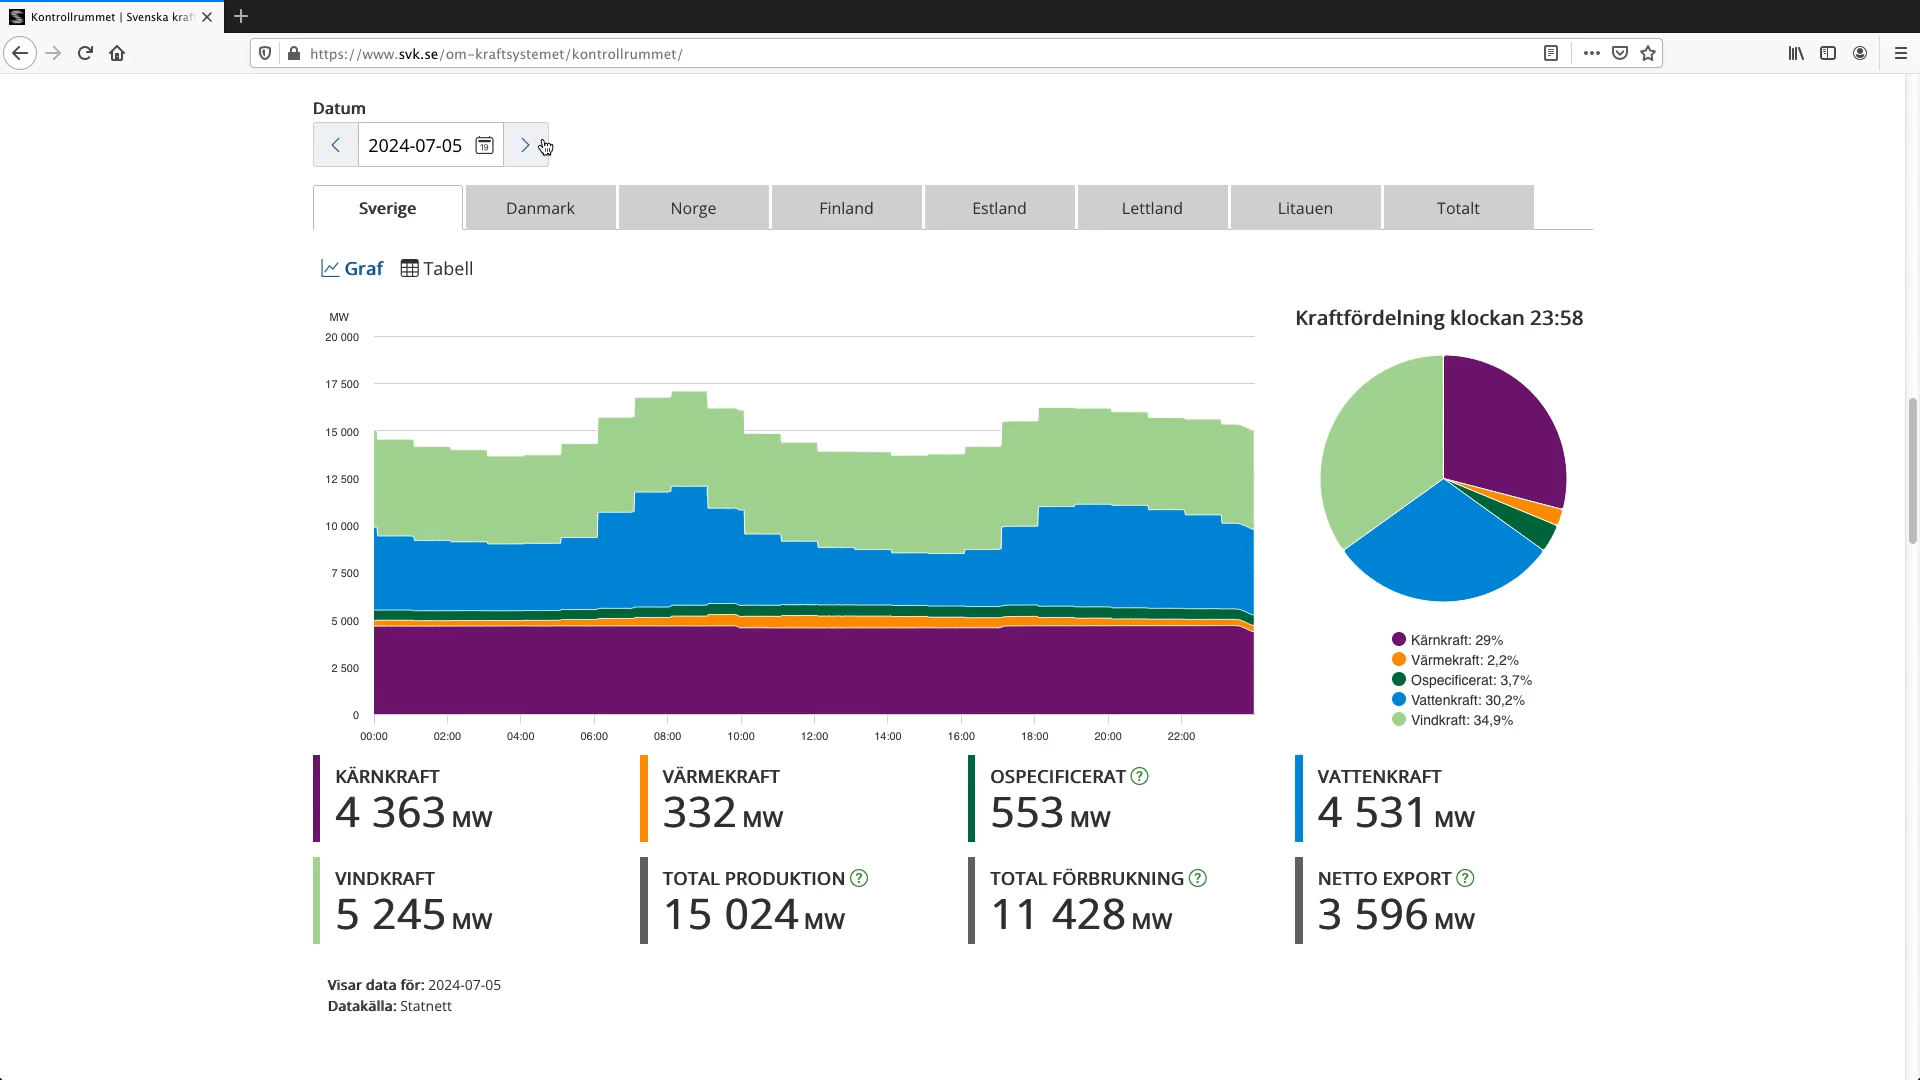 Kontrollrummet | Svenska kraf
https://www.svk.se/om-kraftsystemet/kontrollrummet/
Datum
2024-07-05
19
Sverige
Danmark
Norge
Finland
Estland
Lettland
Litauen
Totalt
Graf
Tabell
MW
20 000
17 500
15 000
12 500
10 000
7 500
5 000
2 500
0
00:00
02:00
04:00
06:00
08:00
10:00
12:00
14:00
16:00
18:00
20:00
22:00
Kraftfördelning klockan 23:58
Kärnkraft: 29%
Värmekraft: 2,2%
Ospecificerat: 3,7%
Vattenkraft: 30,2%
Vindkraft: 34,9%
KÄRNKRAFT
4 363 MW
VÄRMEKRAFT
332 MW
OSPECIFICERAT ?
553 MW
VATTENKRAFT
4 531 MW
VINDKRAFT
5 245 MW
TOTAL PRODUKTION ?
15 024 MW
TOTAL FÖRBRUKNING ?
11 428 MW
NETTO EXPORT ?
3 596 MW
Visar data för: 2024-07-05
Datakälla: Statnett